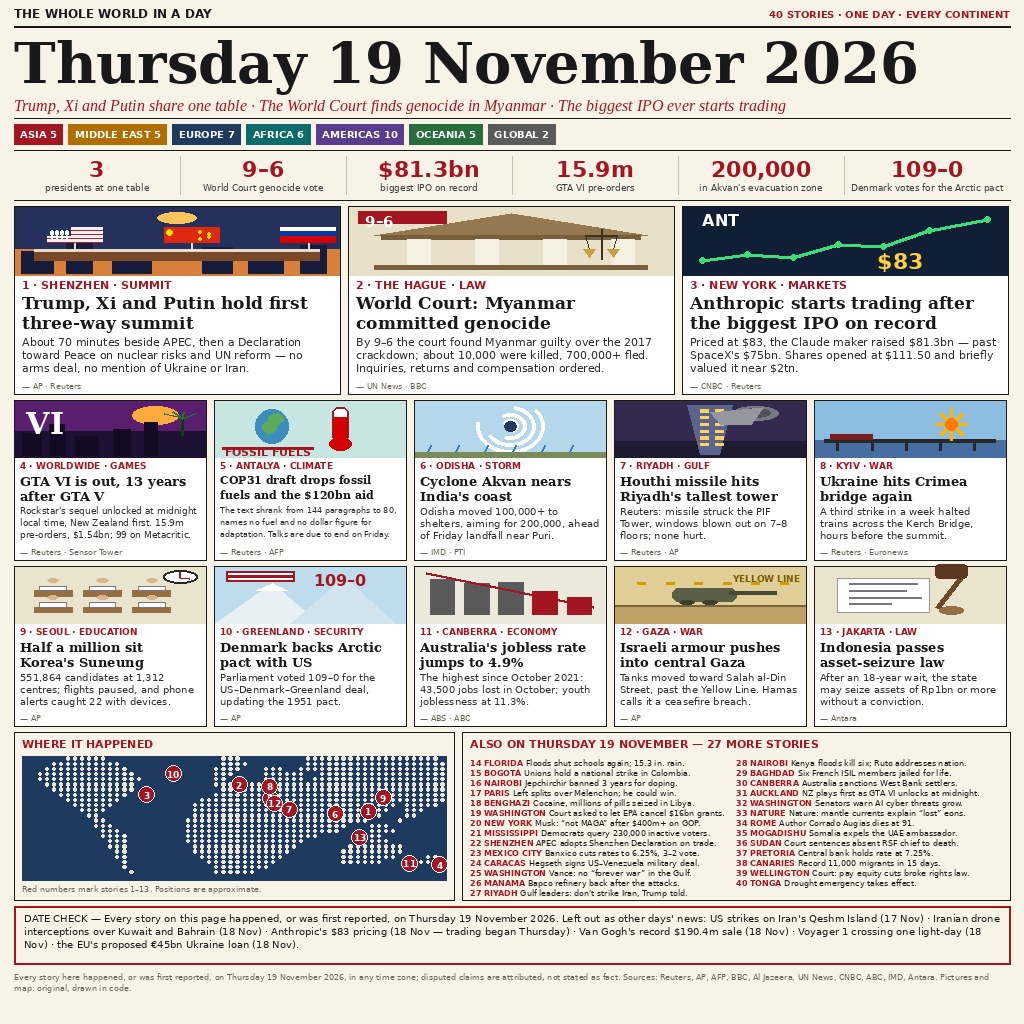 THE WHOLE WORLD IN A DAY
40 STORIES · ONE DAY · EVERY CONTINENT
Thursday 19 November 2026
Trump, Xi and Putin share one table · The World Court finds genocide in Myanmar · The biggest IPO ever starts trading
ASIA 5
MIDDLE EAST 5
EUROPE 7
AFRICA 6
AMERICAS 10
OCEANIA 5
GLOBAL 2
3
presidents at one table
9–6
World Court genocide vote
$81.3bn
biggest IPO on record
15.9m
GTA VI pre-orders
200,000
in Akvan's evacuation zone
109–0
Denmark votes for the Arctic pact
1 · SHENZHEN · SUMMIT
Trump, Xi and Putin hold first
three-way summit
About 70 minutes beside APEC, then a Declaration
toward Peace on nuclear risks and UN reform — no
arms deal, no mention of Ukraine or Iran.
— AP · Reuters
9–6
2 · THE HAGUE · LAW
World Court: Myanmar
committed genocide
By 9–6 the court found Myanmar guilty over the 2017
crackdown; about 10,000 were killed, 700,000+ fled.
Inquiries, returns and compensation ordered.
— UN News · BBC
ANT
$83
3 · NEW YORK · MARKETS
Anthropic starts trading after
the biggest IPO on record
Priced at $83, the Claude maker raised $81.3bn — past
SpaceX's $75bn. Shares opened at $111.50 and briefly
valued it near $2tn.
— CNBC · Reuters
VI
4 · WORLDWIDE · GAMES
GTA VI is out, 13 years
after GTA V
Rockstar's sequel unlocked at midnight
local time, New Zealand first. 15.9m
pre-orders, $1.54bn; 99 on Metacritic.
— Reuters · Sensor Tower
FOSSIL FUELS
5 · ANTALYA · CLIMATE
COP31 draft drops fossil
fuels and the $120bn aid
The text shrank from 144 paragraphs to 80,
names no fuel and no dollar figure for
adaptation. Talks are due to end on Friday.
— Reuters · AFP
6 · ODISHA · STORM
Cyclone Akvan nears
India's coast
Odisha moved 100,000+ to
shelters, aiming for 200,000, ahead
of Friday landfall near Puri.
— IMD · PTI
7 · RIYADH · GULF
Houthi missile hits
Riyadh's tallest tower
Reuters: missile struck the PIF
Tower, windows blown out on 7–8
floors; none hurt.
— Reuters · AP
8 · KYIV · WAR
Ukraine hits Crimea
bridge again
A third strike in a week halted
trains across the Kerch Bridge,
hours before the summit.
— Reuters · Euronews
9 · SEOUL · EDUCATION
Half a million sit
Korea's Suneung
551,864 candidates at 1,312
centres; flights paused, and phone
alerts caught 22 with devices.
— AP
109–0
10 · GREENLAND · SECURITY
Denmark backs Arctic
pact with US
Parliament voted 109–0 for the
US–Denmark–Greenland deal,
updating the 1951 pact.
— AP
11 · CANBERRA · ECONOMY
Australia's jobless rate
jumps to 4.9%
The highest since October 2021:
43,500 jobs lost in October; youth
joblessness at 11.3%.
— ABS · ABC
YELLOW LINE
12 · GAZA · WAR
Israeli armour pushes
into central Gaza
Tanks moved toward Salah al-Din
Street, past the Yellow Line. Hamas
calls it a ceasefire breach.
— AP
13 · JAKARTA · LAW
Indonesia passes
asset-seizure law
After an 18-year wait, the state
may seize assets of Rp1bn or more
without a conviction.
— Antara
WHERE IT HAPPENED
10
3
2
8
12
7
6
1
9
13
11
4
Red numbers mark stories 1–13. Positions are approximate.
ALSO ON THURSDAY 19 NOVEMBER — 27 MORE STORIES
14 FLORIDA Floods shut schools again; 15.3 in. rain.
15 BOGOTÁ Unions hold a national strike in Colombia.
16 NAIROBI Jepchirchir banned 3 years for doping.
17 PARIS Left splits over Melenchon; he could win.
18 BENGHAZI Cocaine, millions of pills seized in Libya.
19 WASHINGTON Court asked to let EPA cancel $16bn grants.
20 NEW YORK Musk: “not MAGA” after $400m+ on GOP.
21 MISSISSIPPI Democrats query 230,000 inactive voters.
22 SHENZHEN APEC adopts Shenzhen Declaration on trade.
23 MEXICO CITY Banxico cuts rates to 6.25%, 3–2 vote.
24 CARACAS Hegseth signs US–Venezuela military deal.
25 WASHINGTON Vance: no “forever war” in the Gulf.
26 MANAMA Bapco refinery back after the attacks.
27 RIYADH Gulf leaders: don't strike Iran, Trump told.
28 NAIROBI Kenya floods kill six; Ruto addresses nation.
29 BAGHDAD Six French ISIL members jailed for life.
30 CANBERRA Australia sanctions West Bank settlers.
31 AUCKLAND NZ plays first as GTA VI unlocks at midnight.
32 WASHINGTON Senators warn AI cyber threats grow.
33 NATURE Nature: mantle currents explain “lost” eons.
34 ROME Author Corrado Augias dies at 91.
35 MOGADISHU Somalia expels the UAE ambassador.
36 SUDAN Court sentences absent RSF chief to death.
37 PRETORIA Central bank holds rate at 7.25%.
38 CANARIES Record 11,000 migrants in 15 days.
39 WELLINGTON Court: pay equity cuts broke rights law.
40 TONGA Drought emergency takes effect.
DATE CHECK — Every story on this page happened, or was first reported, on Thursday 19 November 2026. Left out as other days' news: US strikes on Iran's Qeshm Island (17 Nov) · Iranian drone
interceptions over Kuwait and Bahrain (18 Nov) · Anthropic's $83 pricing (18 Nov — trading began Thursday) · Van Gogh's record $190.4m sale (18 Nov) · Voyager 1 crossing one light-day (18
Nov) · the EU's proposed €45bn Ukraine loan (18 Nov).
Every story here happened, or was first reported, on Thursday 19 November 2026, in any time zone; disputed claims are attributed, not stated as fact. Sources: Reuters, AP, AFP, BBC, Al Jazeera, UN News, CNBC, ABC, IMD, Antara. Pictures and
map: original, drawn in code.